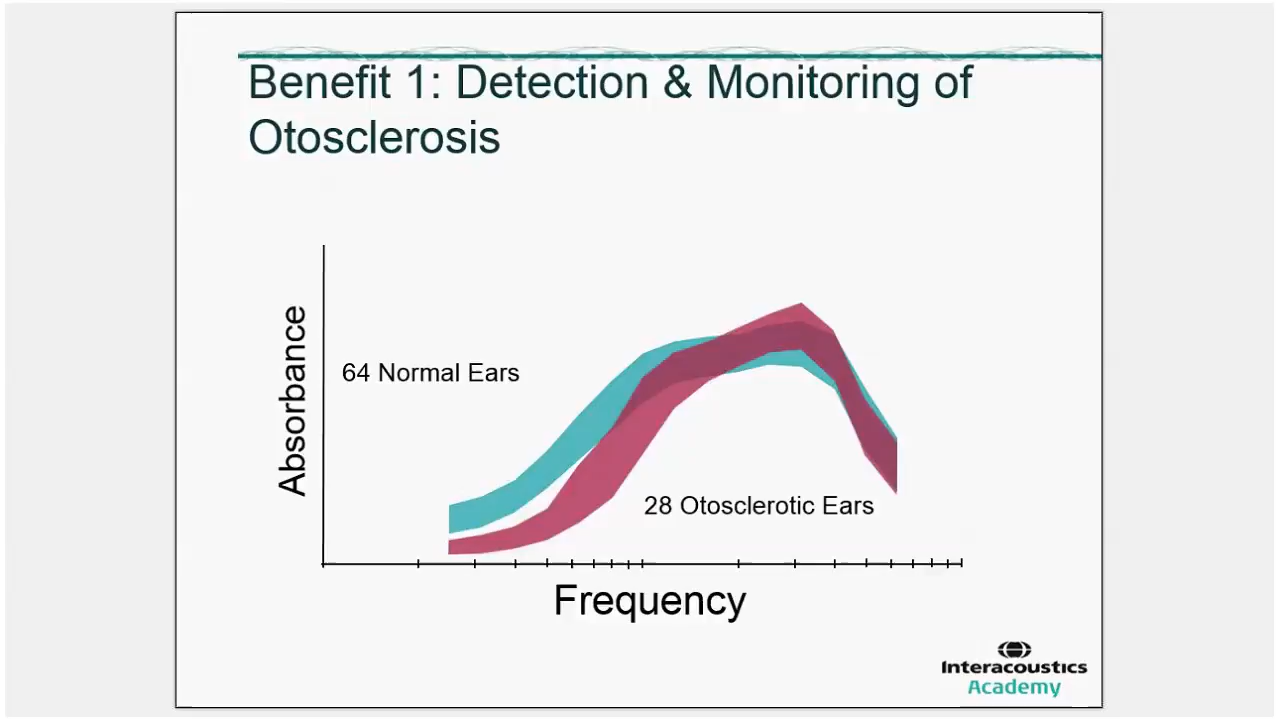 Benefit 1: Detection & Monitoring of
Otosclerosis
Absorbance
64 Normal Ears
28 Otosclerotic Ears
Frequency
Interacoustics
Academy